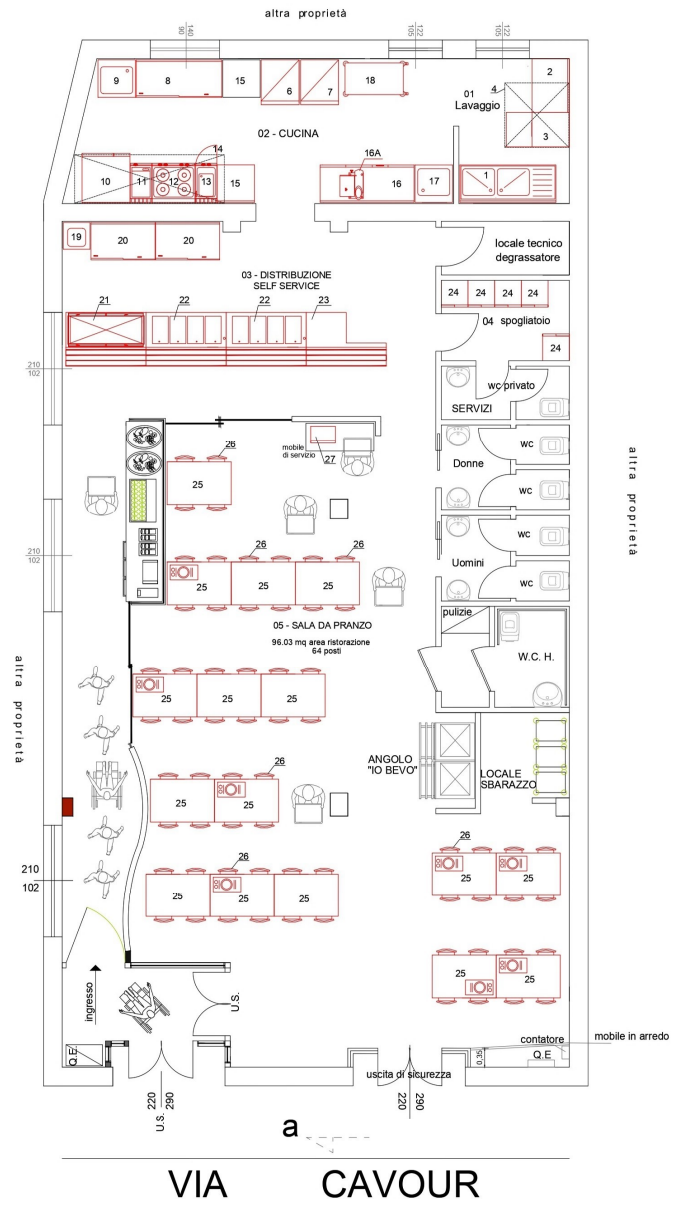 altra proprietà
140
90
122
105
122
105
9
8
15
6
7
18
2
01
Lavaggio
4
3
02 - CUCINA
14
16A
10
11
12
13
15
16
17
1
19
20
20
locale tecnico
degrassatore
03 - DISTRIBUZIONE
SELF SERVICE
21
22
22
23
24
24
24
24
04 spogliatoio
24
210
102
wc privato
SERVIZI
26
mobile
di servizio
27
25
Donne
wc
wc
altra proprietà
210
102
26
26
25
25
25
Uomini
wc
wc
05 - SALA DA PRANZO
96.03 mq area ristorazione
64 posti
pulizie
W.C. H.
altra proprietà
25
25
25
ANGOLO
"IO BEVO"
LOCALE
SBARAZZO
26
25
25
210
102
26
25
25
25
26
25
25
25
25
ingresso
U.S.
Q.E
contatore
mobile in arredo
0,35
Q.E
uscita di sicurezza
U.S.
220
290
220
290
a
VIA CAVOUR